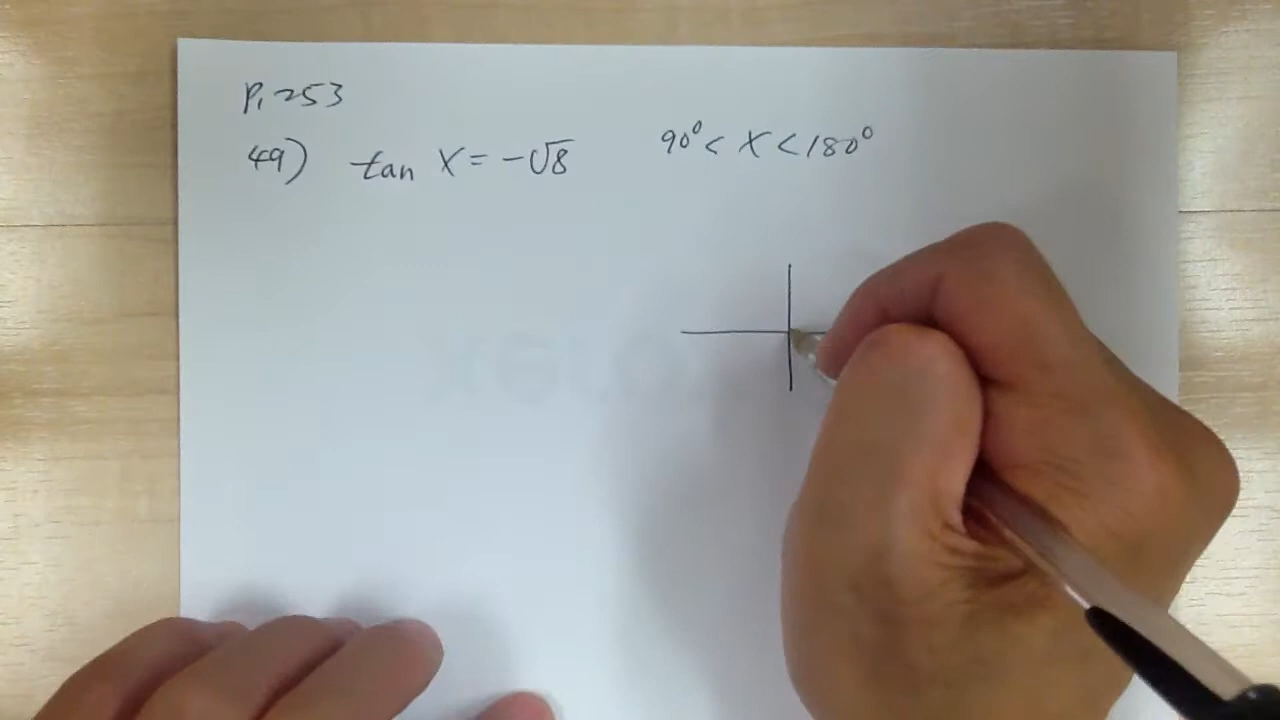 P. 253
49) tan X = -√8 90° < X < 180°